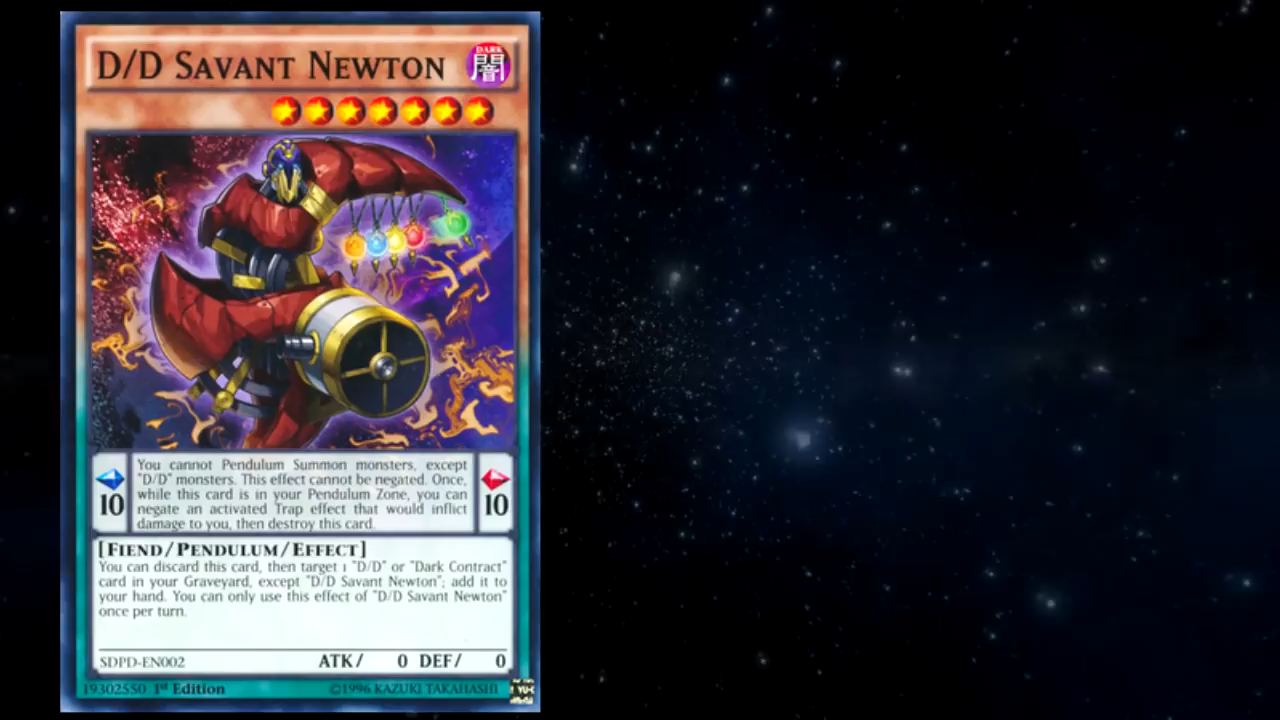 D/D Savant Newton
DARK
闇
You cannot Pendulum Summon monsters, except
"D/D" monsters. This effect cannot be negated. Once,
while this card is in your Pendulum Zone, you can
negate an activated Trap effect that would inflict
damage to you, then destroy this card.
10
10
[Fiend/Pendulum/Effect]
You can discard this card, then target 1 "D/D" or "Dark Contract"
card in your Graveyard, except "D/D Savant Newton"; add it to
your hand. You can only use this effect of "D/D Savant Newton"
once per turn.
SDPD-EN002 ATK/ 0 DEF/ 0
19302550 1st Edition ©1996 KAZUKI TAKAHASHI